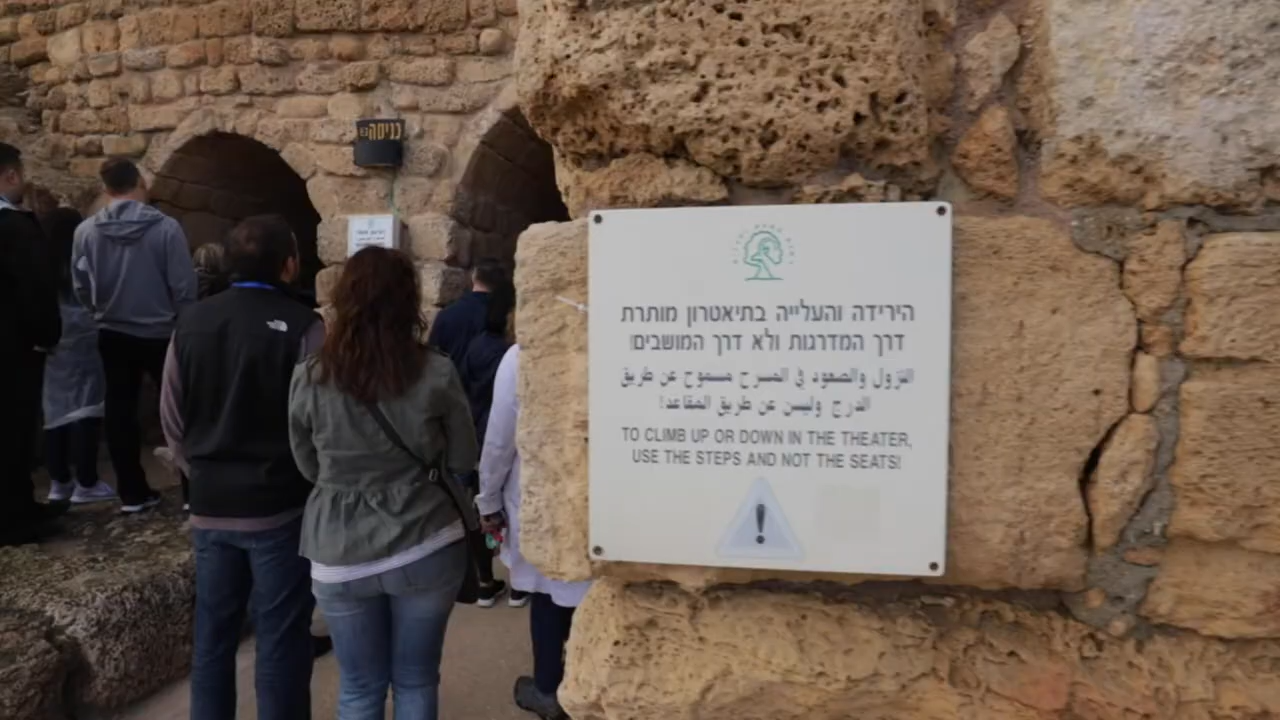 כניסה
הירידה והעלייה בתיאטרון מותרת
דרך המדרגות ולא דרך המושבים!
النزول والصعود في المسرح مسموح عن طريق
الدرج وليس عن طريق المقاعد!
TO CLIMB UP OR DOWN IN THE THEATER,
USE THE STEPS AND NOT THE SEATS!